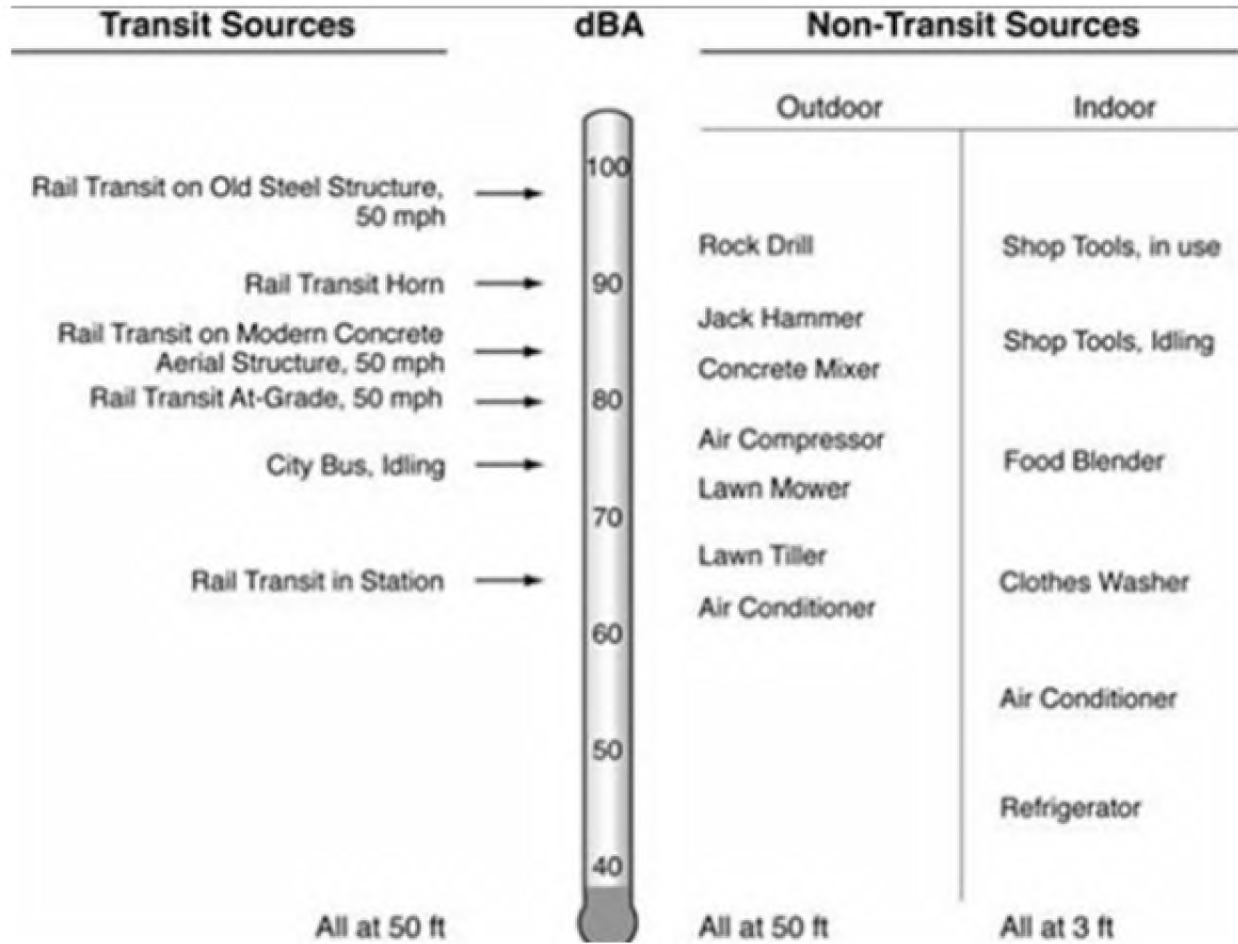 Transit Sources
dBA
Non-Transit Sources
Outdoor
Indoor
100
Rail Transit on Old Steel Structure,
50 mph
Rock Drill
Shop Tools, in use
Rail Transit Horn
90
Jack Hammer
Rail Transit on Modern Concrete
Aerial Structure, 50 mph
Shop Tools, Idling
Concrete Mixer
Rail Transit At-Grade, 50 mph
80
Air Compressor
City Bus, Idling
Food Blender
Lawn Mower
70
Lawn Tiller
Rail Transit in Station
Clothes Washer
Air Conditioner
60
Air Conditioner
50
Refrigerator
40
All at 50 ft
All at 50 ft
All at 3 ft